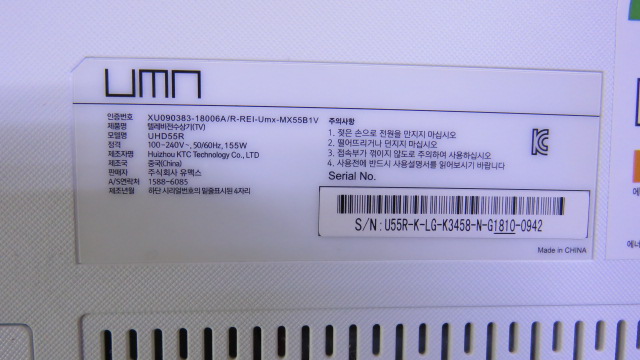 umn
인증번호 XU090383-18006A/R-REI-Umx-MX55B1V
제품명 텔레비전수상기(TV)
모델명 UHD55R
정격 100-240V~, 50/60Hz, 155W
제조자명 Huizhou KTC Technology Co., LTD
제조국 중국(China)
판매자 주식회사 유맥스
A/S연락처 1588-6085
제조년월 하단 시리얼번호의 밑줄표시된 4자리
주의사항
1. 젖은 손으로 전원을 만지지 마십시오
2. 떨어뜨리거나 던지지 마십시오
3. 접속부가 꺾이지 않도로 주의하여 사용하십시오
4. 사용전에 반드시 사용설명서를 읽어보시기 바랍니다
Serial No.
S/N : U55R-K-LG-K3458-N-G1810-0942
Made in CHINA